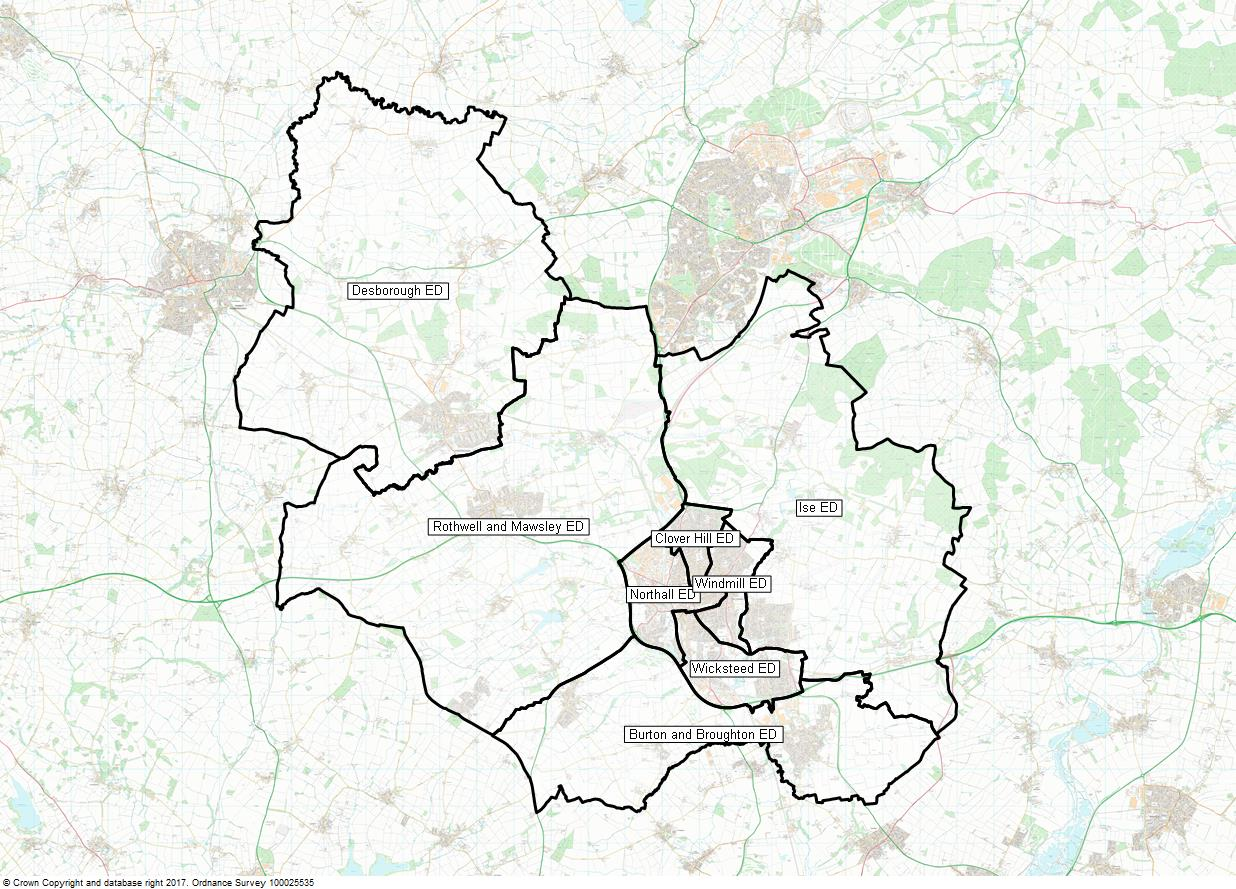 Desborough ED
Ise ED
Rothwell and Mawsley ED
Clover Hill ED
Windmill ED
Northall ED
Wicksteed ED
Burton and Broughton ED
© Crown Copyright and database right 2017. Ordnance Survey 100025535